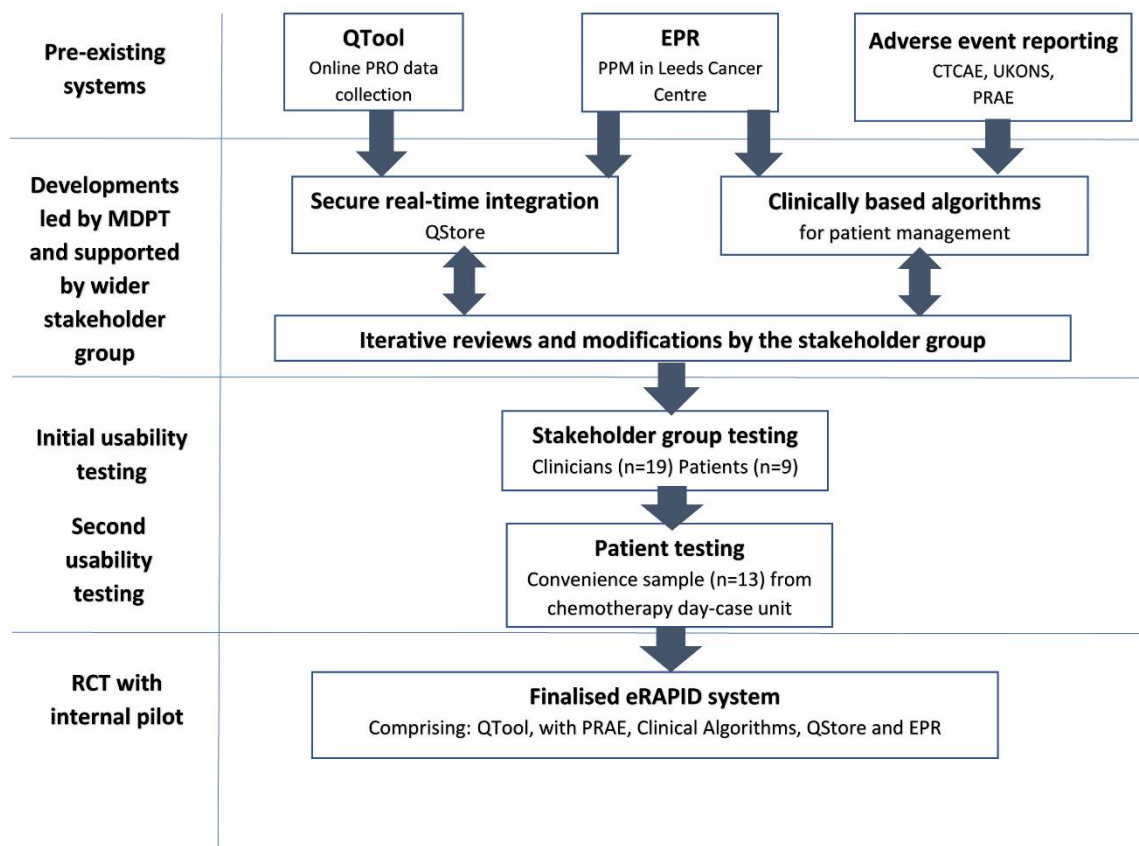 Pre-existing
systems
QTool
Online PRO data
collection
EPR
PPM in Leeds Cancer
Centre
Adverse event reporting
CTCAE, UKONS,
PRAE
Developments
led by MDPT
and supported
by wider
stakeholder
group
Secure real-time integration
QStore
Clinically based algorithms
for patient management
Iterative reviews and modifications by the stakeholder group
Initial usability
testing
Stakeholder group testing
Clinicians (n=19) Patients (n=9)
Second
usability
testing
Patient testing
Convenience sample (n=13) from
chemotherapy day-case unit
RCT with
internal pilot
Finalised eRAPID system
Comprising: QTool, with PRAE, Clinical Algorithms, QStore and EPR